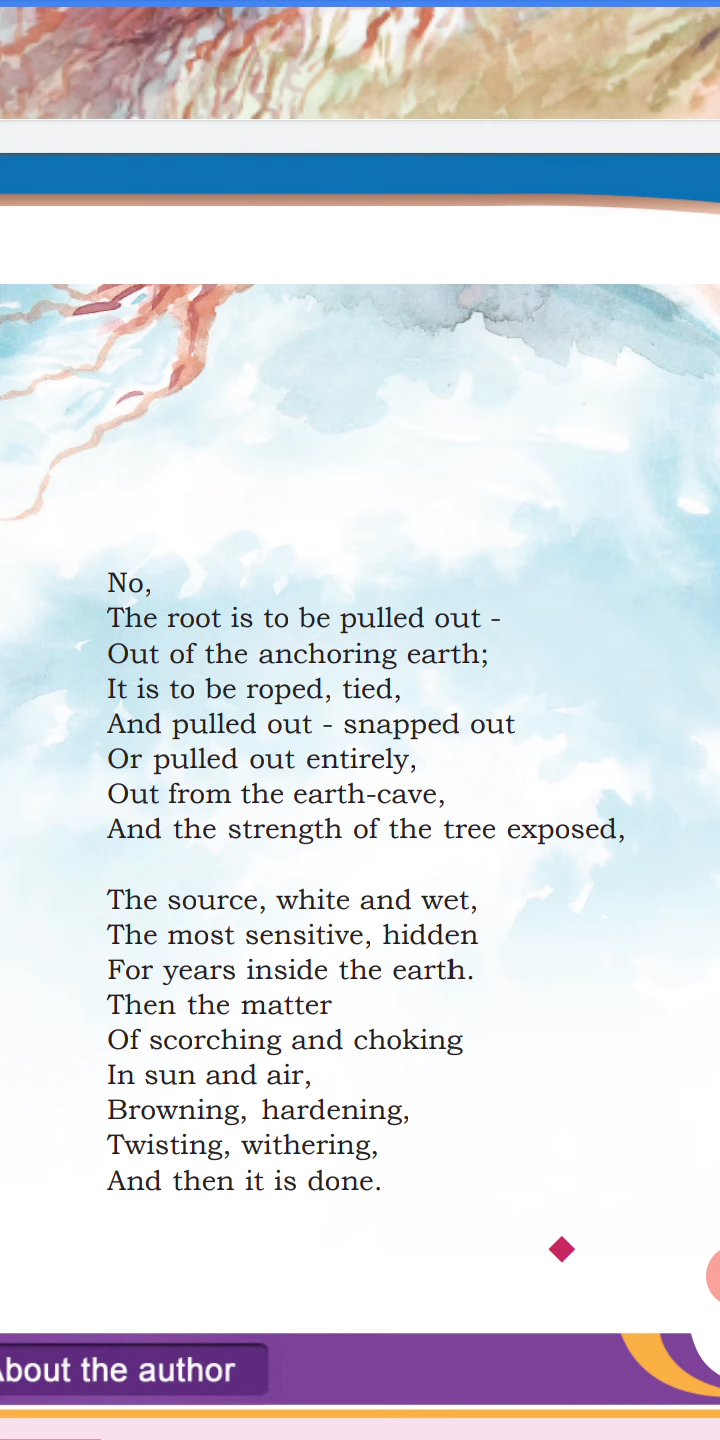 No,
The root is to be pulled out -
Out of the anchoring earth;
It is to be roped, tied,
And pulled out - snapped out
Or pulled out entirely,
Out from the earth-cave,
And the strength of the tree exposed,
The source, white and wet,
The most sensitive, hidden
For years inside the earth.
Then the matter
Of scorching and choking
In sun and air,
Browning, hardening,
Twisting, withering,
And then it is done.
About the author